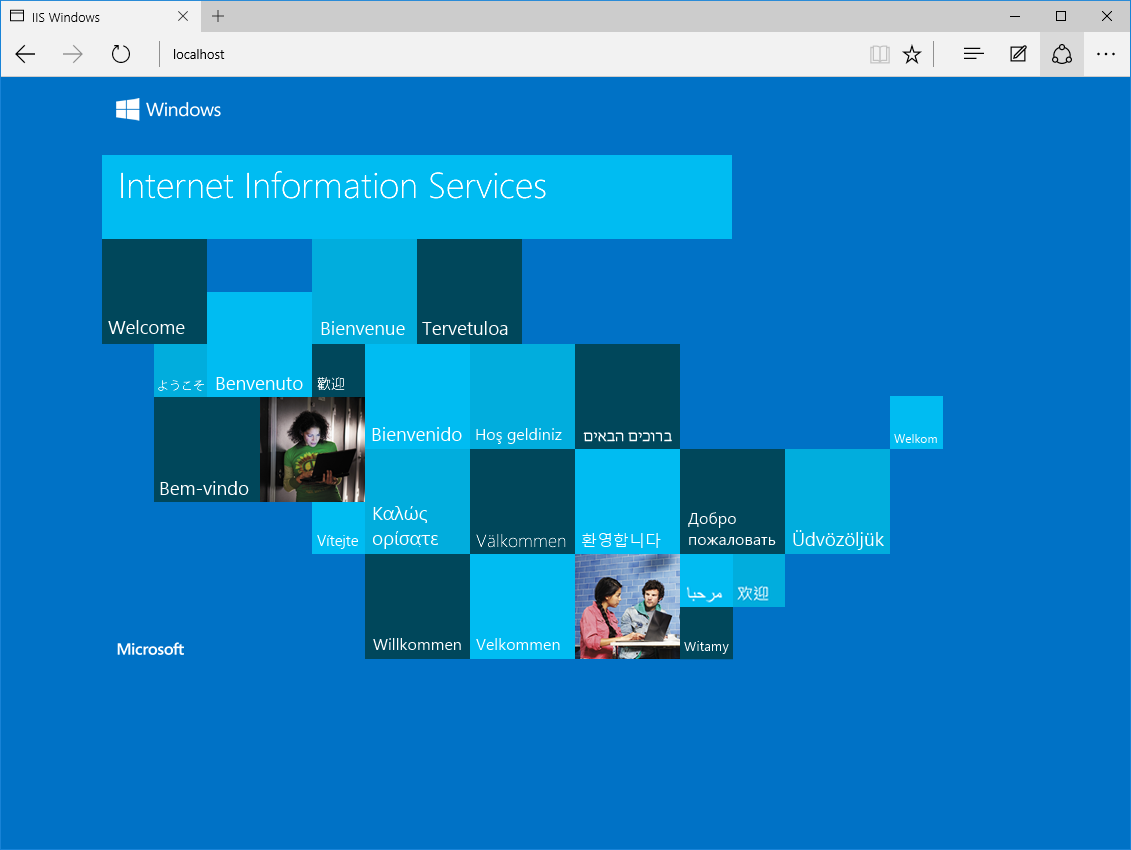 IIS Windows
localhost
Windows
Internet Information Services
Welcome
Bienvenue
Tervetuloa
ようこそ
Benvenuto
歡迎
Bienvenido
Hoş geldiniz
ברוכים הבאים
Welkom
Bem-vindo
Vítejte
Καλώς
ορίσατε
Välkommen
환영합니다
Добро
пожаловать
Üdvözöljük
مرحبا
欢迎
Willkommen
Velkommen
Witamy
Microsoft